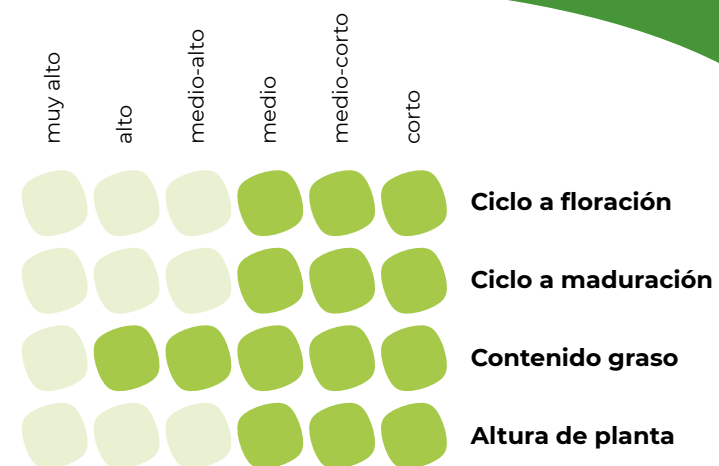 muy alto
alto
medio-alto
medio
medio-corto
corto
Ciclo a floración
Ciclo a maduración
Contenido graso
Altura de planta